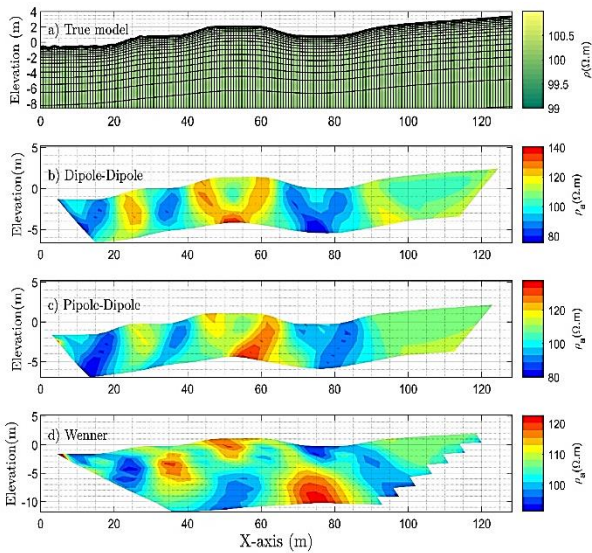 a) True model
Elevation (m)
4
2
0
-2
-4
-6
-8
0 20 40 60 80 100 120
100.5
100
99.5
99
ρ(Ω.m)
b) Dipole-Dipole
Elevation(m)
5
0
-5
0 20 40 60 80 100 120
140
120
100
80
ρa(Ω.m)
c) Pipole-Dipole
Elevation(m)
5
0
-5
0 20 40 60 80 100 120
120
100
80
ρa(Ω.m)
d) Wenner
Elevation(m)
5
0
-5
-10
0 20 40 60 80 100 120
X-axis (m)
120
110
100
ρa(Ω.m)